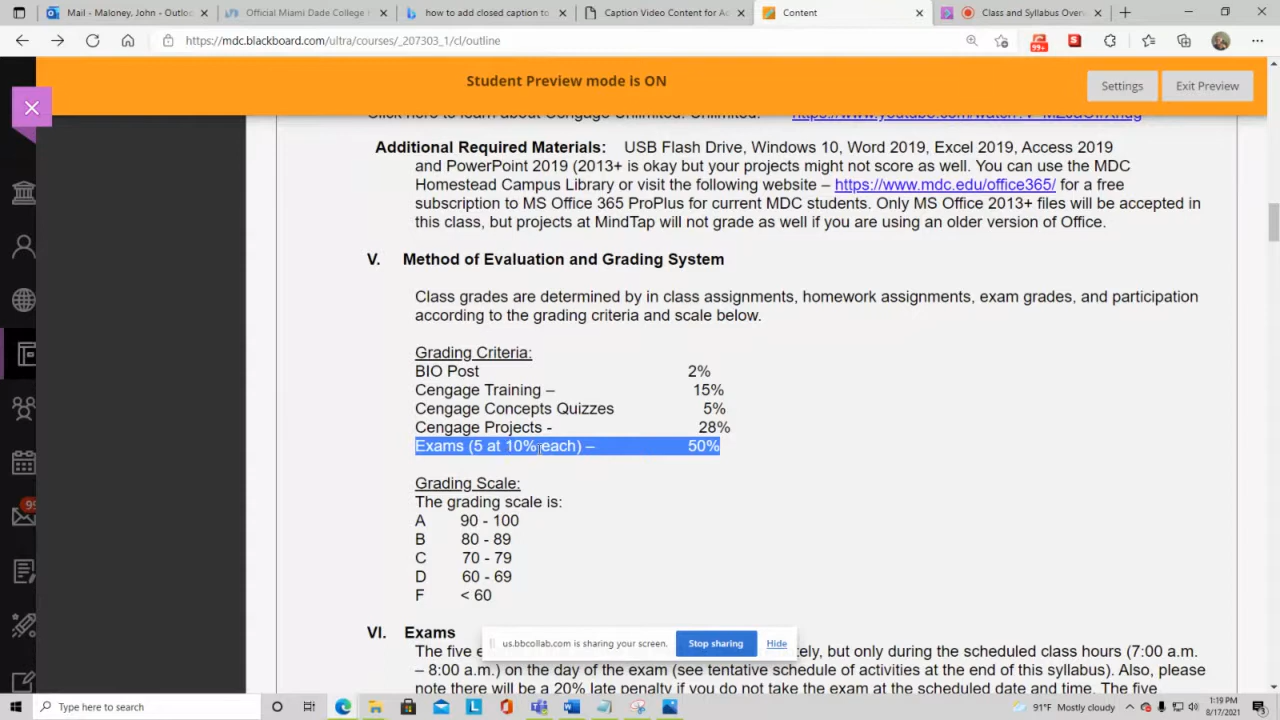 Mail - Maloney, John - Outlo
Official Miami Dade College
how to add closed caption to
Caption Video Content for Ac
Content
Class and Syllabus Over
https://mdc.blackboard.com/ultra/courses/_207303_1/cl/outline
99+
Student Preview mode is ON
Settings
Exit Preview
Click here to learn about Cengage Unlimited. Unlimited:
Additional Required Materials: USB Flash Drive, Windows 10, Word 2019, Excel 2019, Access 2019
and PowerPoint 2019 (2013+ is okay but your projects might not score as well. You can use the MDC
Homestead Campus Library or visit the following website – https://www.mdc.edu/office365/ for a free
subscription to MS Office 365 ProPlus for current MDC students. Only MS Office 2013+ files will be accepted in
this class, but projects at MindTap will not grade as well if you are using an older version of Office.
V. Method of Evaluation and Grading System
Class grades are determined by in class assignments, homework assignments, exam grades, and participation
according to the grading criteria and scale below.
Grading Criteria:
BIO Post 2%
Cengage Training – 15%
Cengage Concepts Quizzes 5%
Cengage Projects - 28%
Exams (5 at 10% each) – 50%
Grading Scale:
The grading scale is:
A 90 - 100
B 80 - 89
C 70 - 79
D 60 - 69
F < 60
VI. Exams
The five e
tely, but only during the scheduled class hours (7:00 a.m.
us.bbcollab.com is sharing your screen.
Stop sharing
Hide
– 8:00 a.m.) on the day of the exam (see tentative schedule of activities at the end of this syllabus). Also, please
note there will be a 20% late penalty if you do not take the exam at the scheduled date and time. The five
Type here to search
91°F Mostly cloudy
1:19 PM
8/17/2021